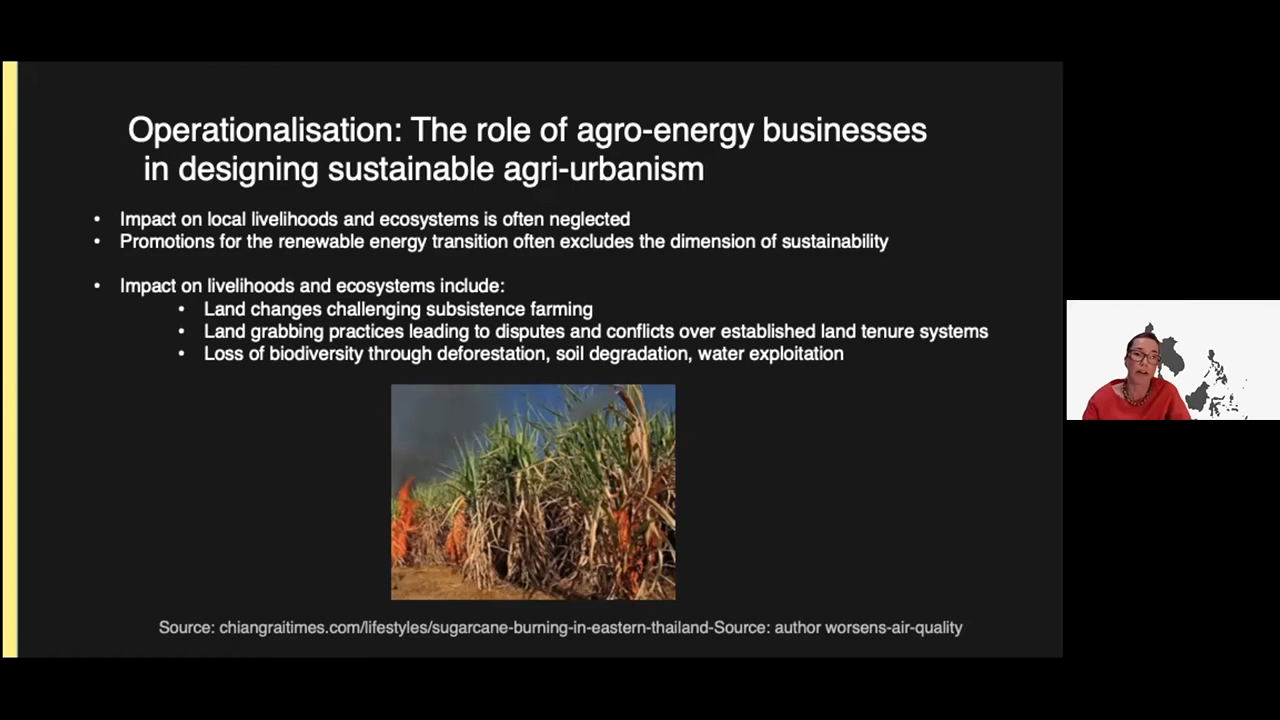 Operationalisation: The role of agro-energy businesses
in designing sustainable agri-urbanism
• Impact on local livelihoods and ecosystems is often neglected
• Promotions for the renewable energy transition often excludes the dimension of sustainability
• Impact on livelihoods and ecosystems include:
• Land changes challenging subsistence farming
• Land grabbing practices leading to disputes and conflicts over established land tenure systems
• Loss of biodiversity through deforestation, soil degradation, water exploitation
Source: chiangraitimes.com/lifestyles/sugarcane-burning-in-eastern-thailand-Source: author worsens-air-quality